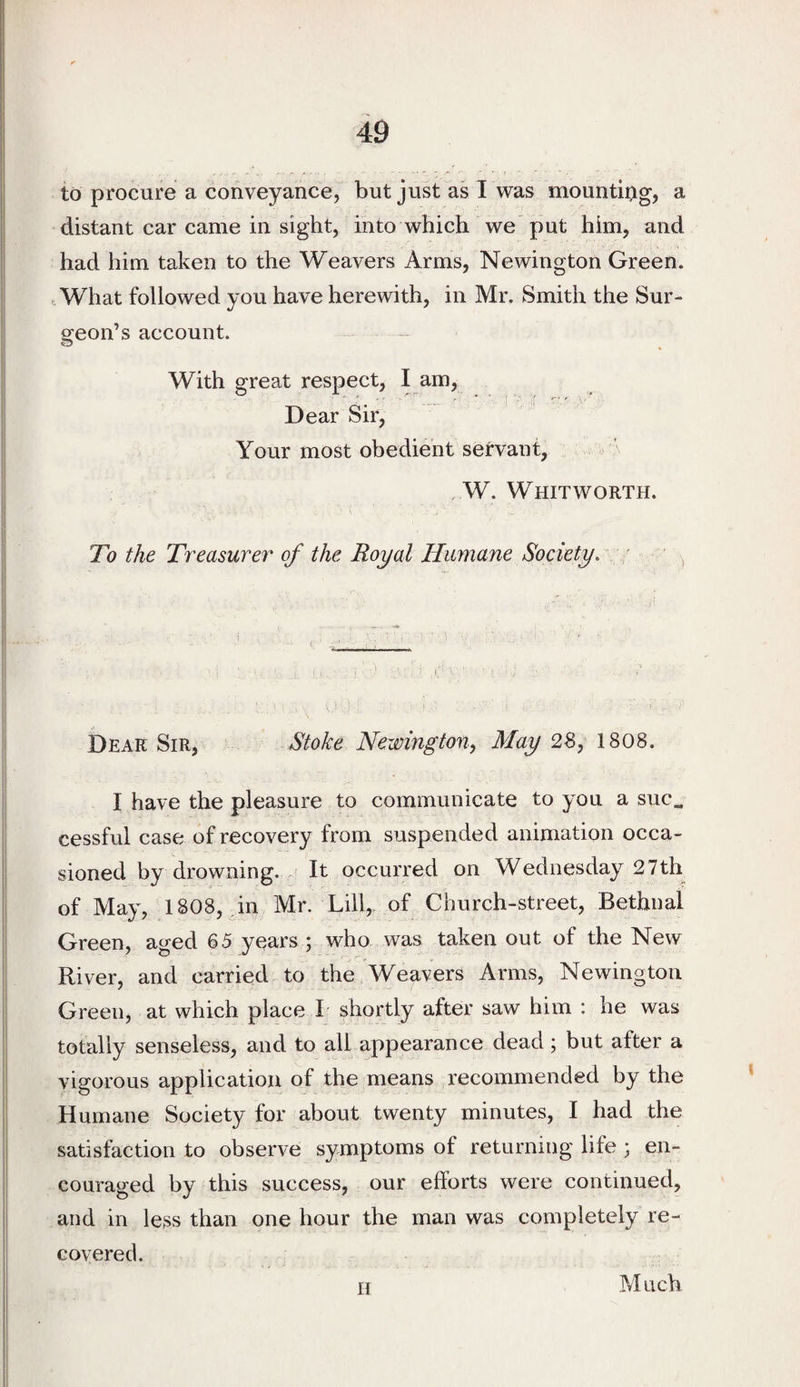 49
to procure a conveyance, but just as I was mounting, a
distant car came in sight, into which we put him, and
had him taken to the Weavers Arms, Newington Green.
What followed you have herewith, in Mr. Smith the Sur-
geon's account.
With great respect, I am,
Dear Sir,
Your most obedient servant,
W. WHITWORTH.
To the Treasurer of the Royal Humane Society.
DEAR SIR, Stoke Newington, May 28, 1808.
I have the pleasure to communicate to you a suc-
cessful case of recovery from suspended animation occa-
sioned by drowning. It occurred on Wednesday 27th
of May, 1808, in Mr. Lill, of Church-street, Bethnal
Green, aged 65 years ; who was taken out of the New
River, and carried to the Weavers Arms, Newington
Green, at which place I shortly after saw him : he was
totally senseless, and to all appearance dead ; but after a
vigorous application of the means recommended by the
Humane Society for about twenty minutes, I had the
satisfaction to observe symptoms of returning life ; en-
couraged by this success, our efforts were continued,
and in less than one hour the man was completely re-
covered.
H Much